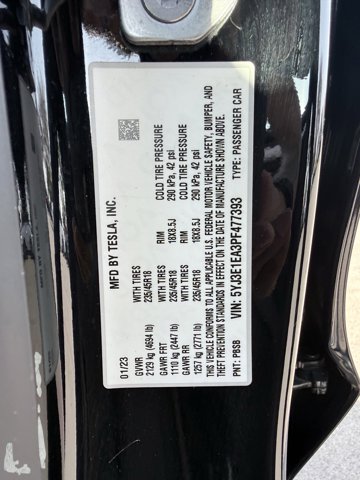 MFD BY TESLA, INC.
01/23
GVWR
2129 kg (4694 lb) WITH TIRES 235/45R18 RIM 18X8.5J COLD TIRE PRESSURE 290 kPa, 42 psi
GAWR FRT
1110 kg (2447 lb) WITH TIRES 235/45R18 RIM 18X8.5J COLD TIRE PRESSURE 290 kPa, 42 psi
GAWR RR
1257 kg (2771 lb)
THIS VEHICLE CONFORMS TO ALL APPLICABLE U.S. FEDERAL MOTOR VEHICLE SAFETY, BUMPER, AND
THEFT PREVENTION STANDARDS IN EFFECT ON THE DATE OF MANUFACTURE SHOWN ABOVE.
VIN: 5YJ3E1EA3PF477393
PNT: PBSB TYPE: PASSENGER CAR